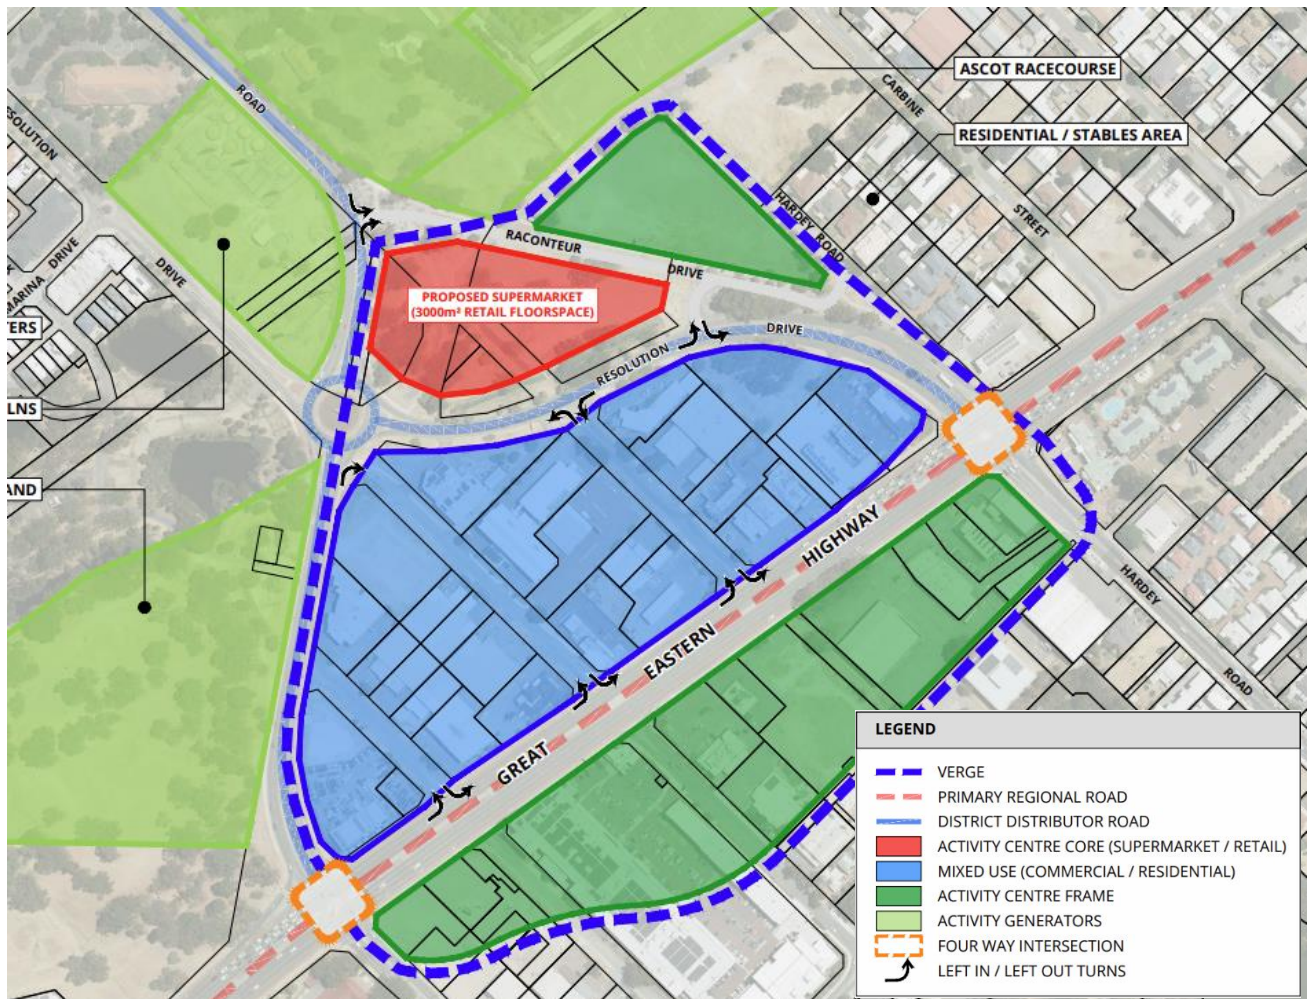 ASCOT RACECOURSE
CARBINE
ROAD
RESIDENTIAL / STABLES AREA
ESOLUTION
HARDEY ROAD
STREET
RACONTEUR
MARINA DRIVE
DRIVE
DRIVE
PROPOSED SUPERMARKET
(3000m² RETAIL FLOORSPACE)
TERS
DRIVE
RESOLUTION
LNS
AND
HIGHWAY
HARDEY
EASTERN
ROAD
GREAT
LEGEND
VERGE
PRIMARY REGIONAL ROAD
DISTRICT DISTRIBUTOR ROAD
ACTIVITY CENTRE CORE (SUPERMARKET / RETAIL)
MIXED USE (COMMERCIAL / RESIDENTIAL)
ACTIVITY CENTRE FRAME
ACTIVITY GENERATORS
FOUR WAY INTERSECTION
LEFT IN / LEFT OUT TURNS